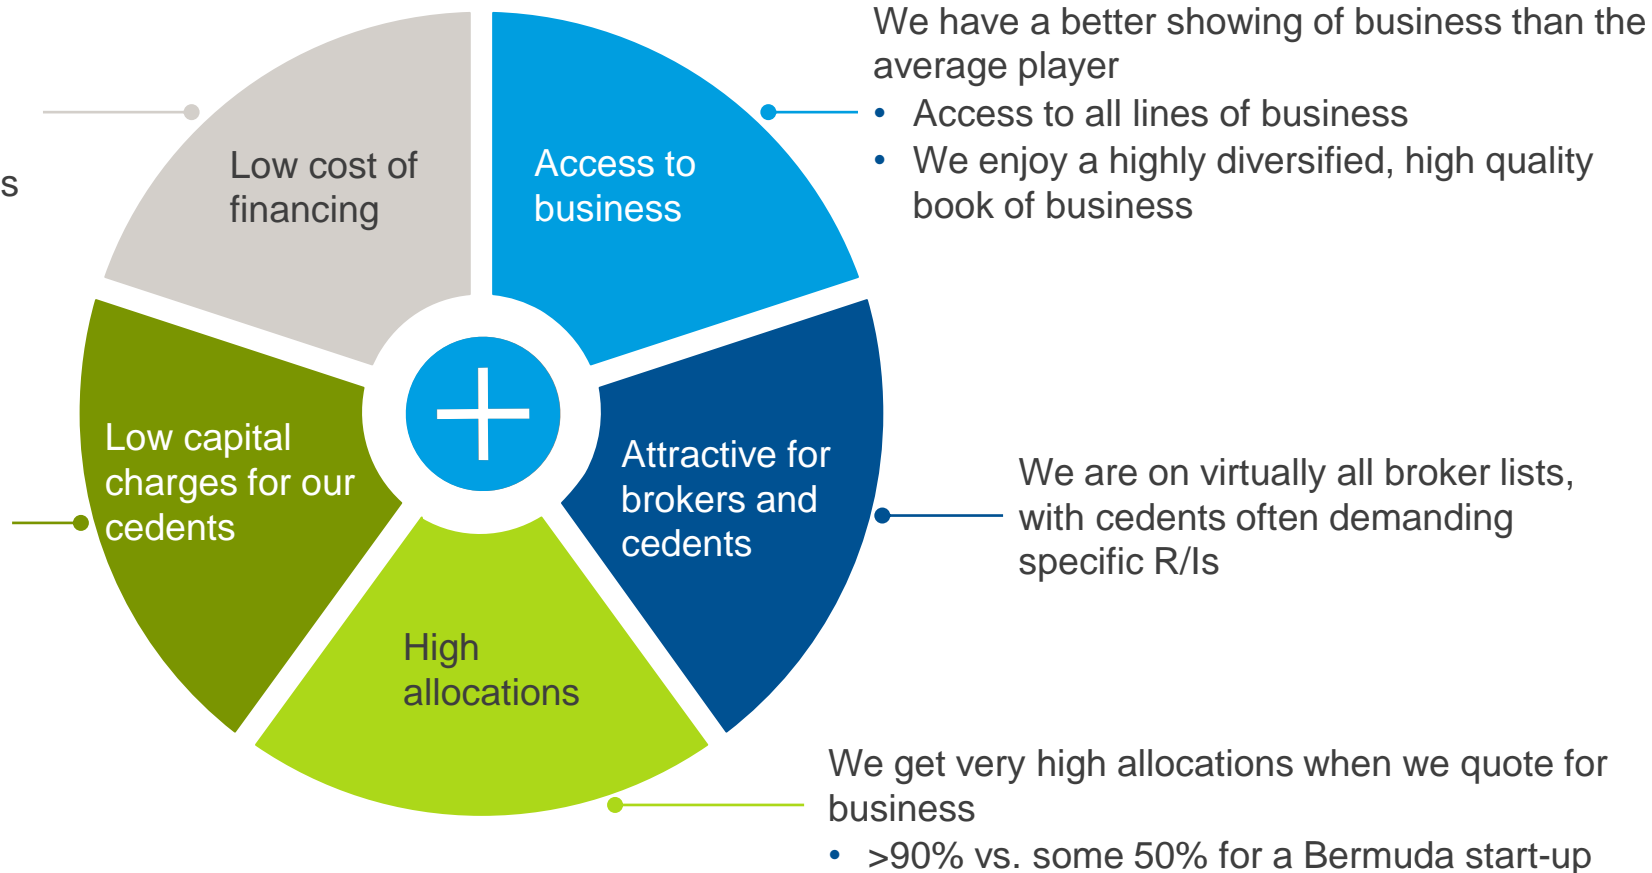 We have a better showing of business than the
average player
• Access to all lines of business
• We enjoy a highly diversified, high quality
book of business
s
Low cost of
financing
Access to
business
Low capital
charges for our
cedents
Attractive for
brokers and
cedents
We are on virtually all broker lists,
with cedents often demanding
specific R/Is
High
allocations
We get very high allocations when we quote for
business
• >90% vs. some 50% for a Bermuda start-up